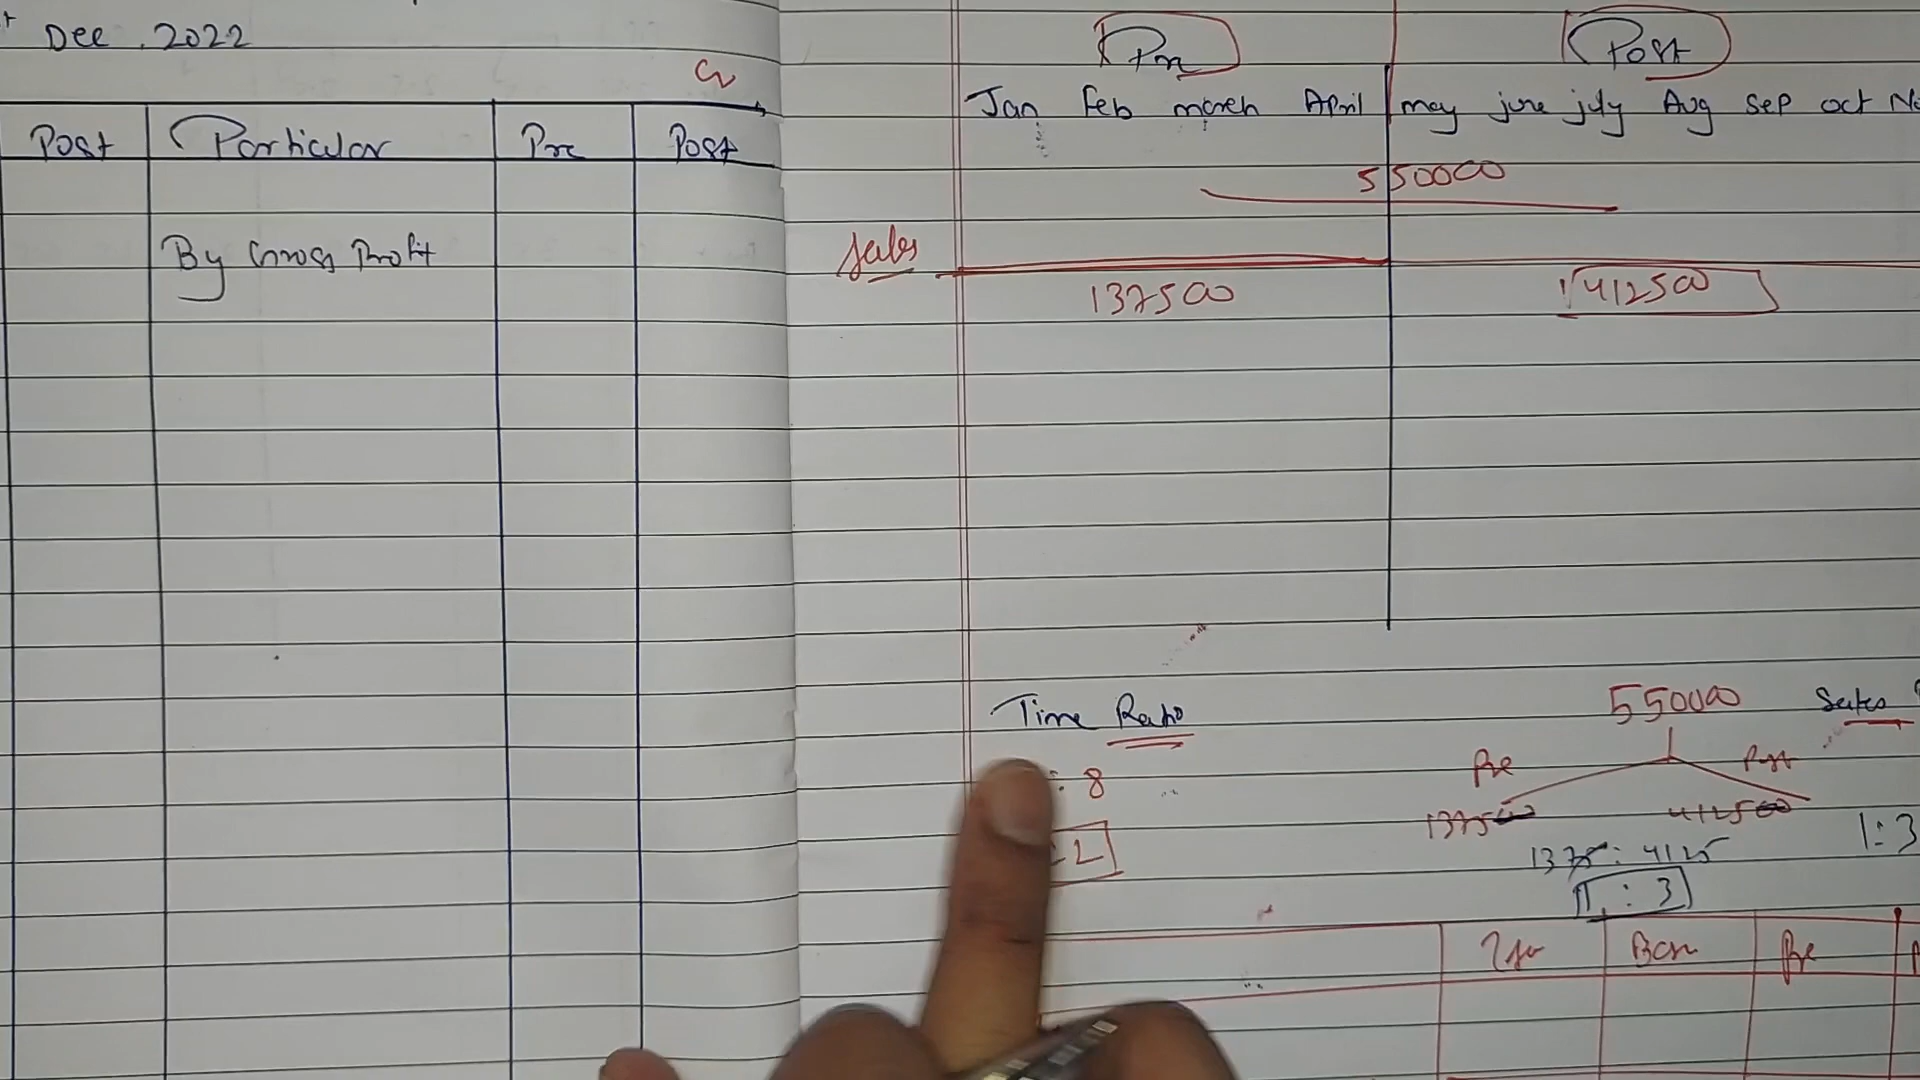 Dec. 2022
Cr
Post Particular Pre Post
By Gross Profit
Pre Post
Jan Feb march April may june july Aug Sep oct No
550000
Sales
137500 412500
Time Ratio
: 8
: 2
550000 Sales
Pre Post
137500 412500
1375 : 4125 1:3
1 : 3
Pre